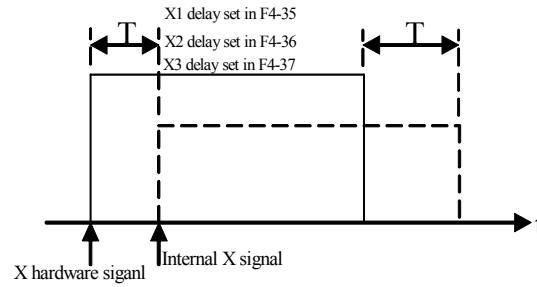 X1 delay set in F4-35
T
T
X2 delay set in F4-36
X3 delay set in F4-37
Internal X signal
X hardware siganl